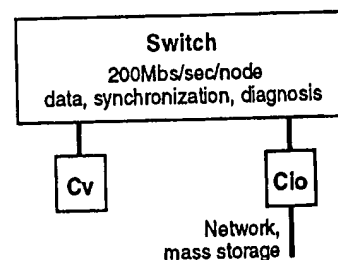 Switch
200Mbs/sec/node
data, synchronization, diagnosis
Cv
Cio
Network,
mass storage